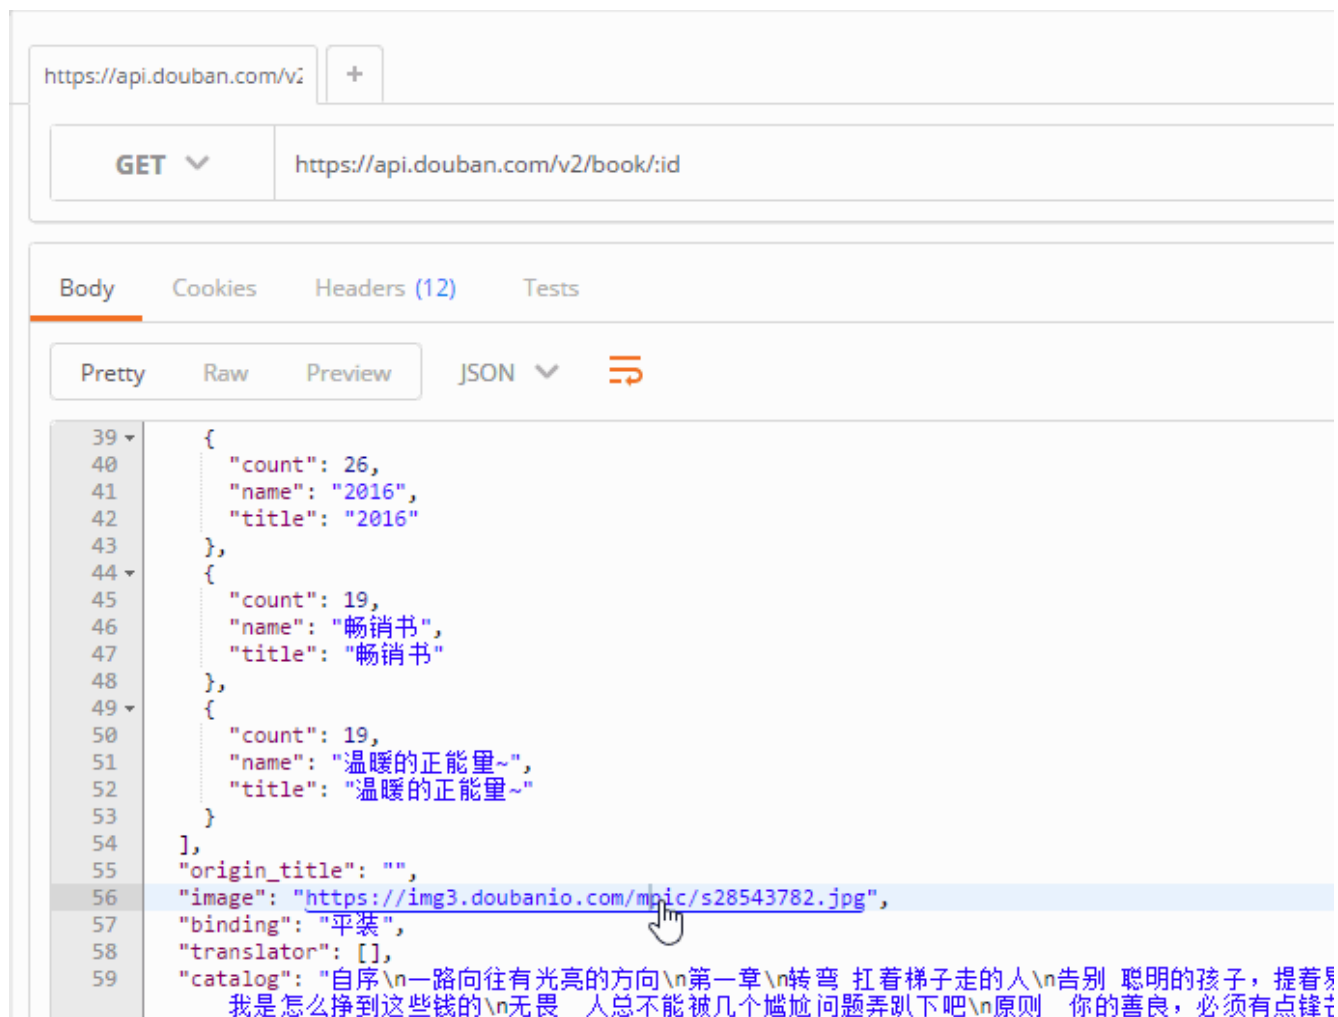 https://api.douban.com/v2
+
GET https://api.douban.com/v2/book/:id
Body Cookies Headers (12) Tests
Pretty Raw Preview JSON
39 {
40 "count": 26,
41 "name": "2016",
42 "title": "2016"
43 },
44 {
45 "count": 19,
46 "name": "畅销书",
47 "title": "畅销书"
48 },
49 {
50 "count": 19,
51 "name": "温暖的正能量~",
52 "title": "温暖的正能量~"
53 }
54 ],
55 "origin_title": "",
56 "image": "https://img3.doubanio.com/mpic/s28543782.jpg",
57 "binding": "平装",
58 "translator": [],
59 "catalog": "自序\n一路向往有光亮的方向\n第一章\n转弯 扛着梯子走的人\n告别 聪明的孩子，提着
我是怎么挣到这些钱的\n无畏 人总不能被几个尴尬问题弄趴下吧\n原则 你的善良，必须有点锋